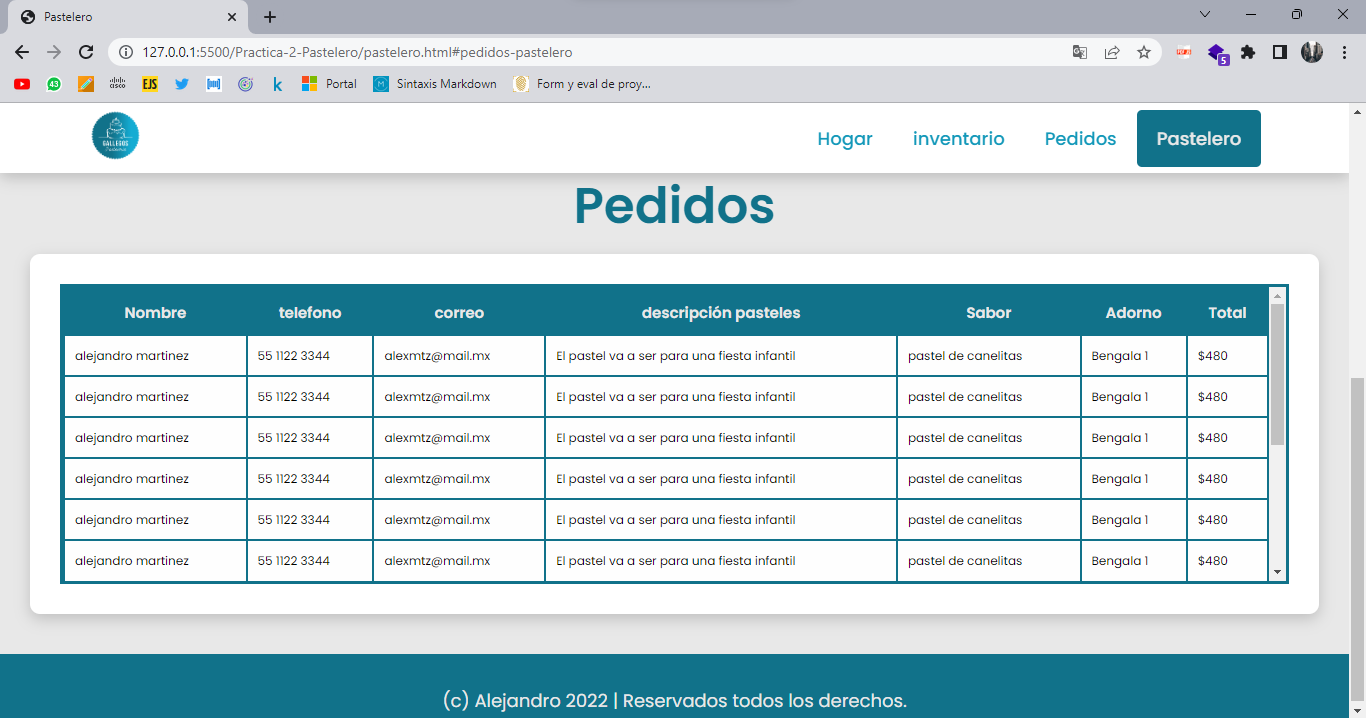 Pastelero
127.0.0.1:5500/Practica-2-Pastelero/pastelero.html#pedidos-pastelero
43 CISCO EJS k Portal Sintaxis Markdown Form y eval de proy...
GALLEGOS
Hogar inventario Pedidos Pastelero
Pedidos
Nombre telefono correo descripción pasteles Sabor Adorno Total
alejandro martinez 55 1122 3344 alexmtz@mail.mx El pastel va a ser para una fiesta infantil pastel de canelitas Bengala 1 $480
alejandro martinez 55 1122 3344 alexmtz@mail.mx El pastel va a ser para una fiesta infantil pastel de canelitas Bengala 1 $480
alejandro martinez 55 1122 3344 alexmtz@mail.mx El pastel va a ser para una fiesta infantil pastel de canelitas Bengala 1 $480
alejandro martinez 55 1122 3344 alexmtz@mail.mx El pastel va a ser para una fiesta infantil pastel de canelitas Bengala 1 $480
alejandro martinez 55 1122 3344 alexmtz@mail.mx El pastel va a ser para una fiesta infantil pastel de canelitas Bengala 1 $480
alejandro martinez 55 1122 3344 alexmtz@mail.mx El pastel va a ser para una fiesta infantil pastel de canelitas Bengala 1 $480
(c) Alejandro 2022 | Reservados todos los derechos.